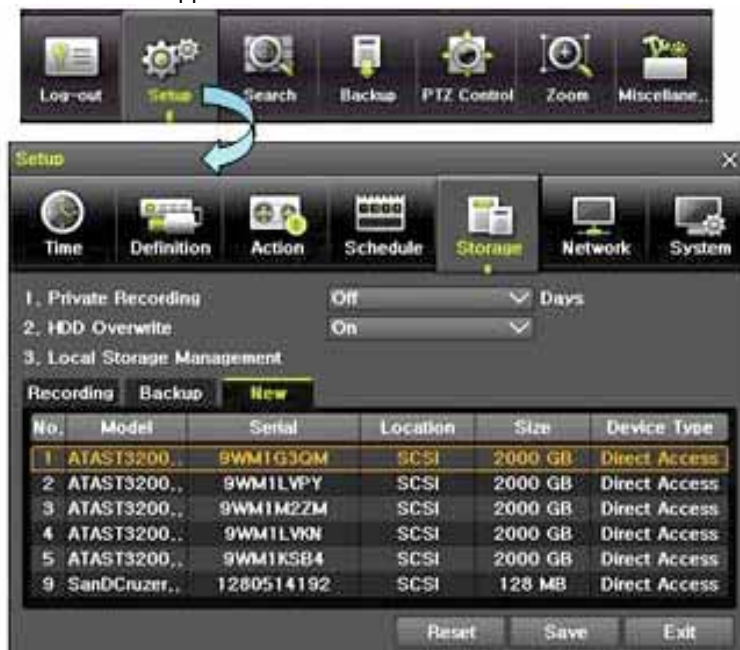 Log-out Setup Search Backup PTZ Control Zoom Miscellane..
Setup X
Time Definition Action Schedule Storage Network System
1. Private Recording Off Days
2. HDD Overwrite On
3. Local Storage Management
Recording Backup New
No. Model Serial Location Size Device Type
1 ATAST3200.. 9WM1G3QM SCSI 2000 GB Direct Access
2 ATAST3200.. 9WM1LVPY SCSI 2000 GB Direct Access
3 ATAST3200.. 9WM1M2ZM SCSI 2000 GB Direct Access
4 ATAST3200.. 9WM1LVKN SCSI 2000 GB Direct Access
5 ATAST3200.. 9WM1KSB4 SCSI 2000 GB Direct Access
9 SanDCruzer.. 1280514192 SCSI 128 MB Direct Access
Reset Save Exit